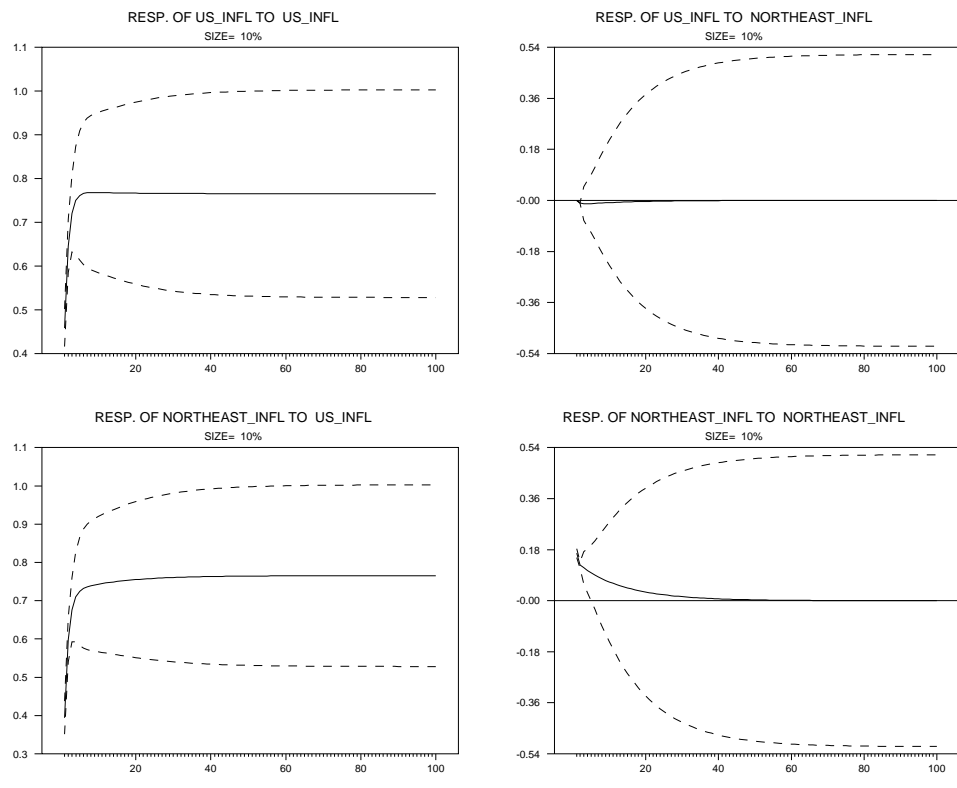 RESP. OF US_INFL TO US_INFL
SIZE= 10%
1.1
1.0
0.9
0.8
0.7
0.6
0.5
0.4
20 40 60 80 100
RESP. OF US_INFL TO NORTHEAST_INFL
SIZE= 10%
0.54
0.36
0.18
-0.00
-0.18
-0.36
-0.54
20 40 60 80 100
RESP. OF NORTHEAST_INFL TO US_INFL
SIZE= 10%
1.1
1.0
0.9
0.8
0.7
0.6
0.5
0.4
0.3
20 40 60 80 100
RESP. OF NORTHEAST_INFL TO NORTHEAST_INFL
SIZE= 10%
0.54
0.36
0.18
-0.00
-0.18
-0.36
-0.54
20 40 60 80 100